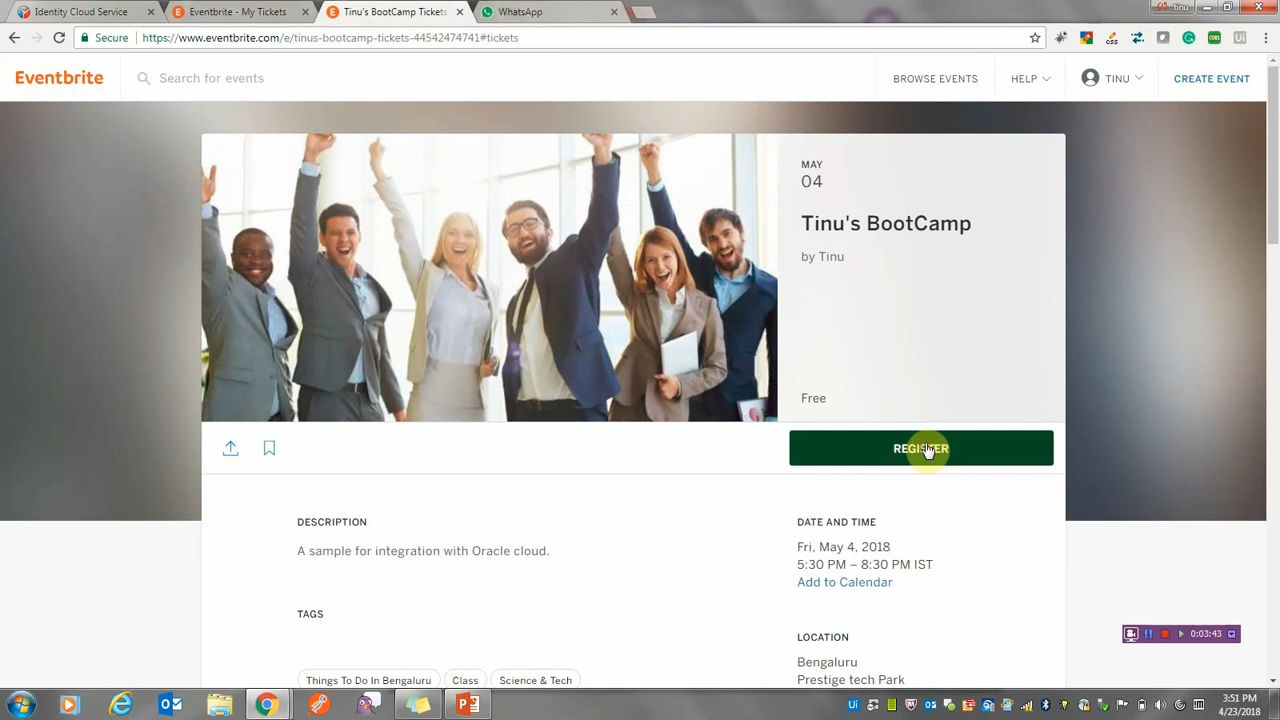 Identity Cloud Service
Eventbrite - My Tickets
Tinu's BootCamp Tickets
WhatsApp
Tinu
Secure
https://www.eventbrite.com/e/tinus-bootcamp-tickets-44542474741#tickets
Eventbrite
Search for events
BROWSE EVENTS
HELP
TINU
CREATE EVENT
MAY
04
Tinu's BootCamp
by Tinu
Free
REGISTER
DESCRIPTION
A sample for integration with Oracle cloud.
TAGS
Things To Do In Bengaluru
Class
Science & Tech
DATE AND TIME
Fri, May 4, 2018
5:30 PM – 8:30 PM IST
Add to Calendar
LOCATION
Bengaluru
Prestige tech Park
0:03:43
3:51 PM
4/23/2018